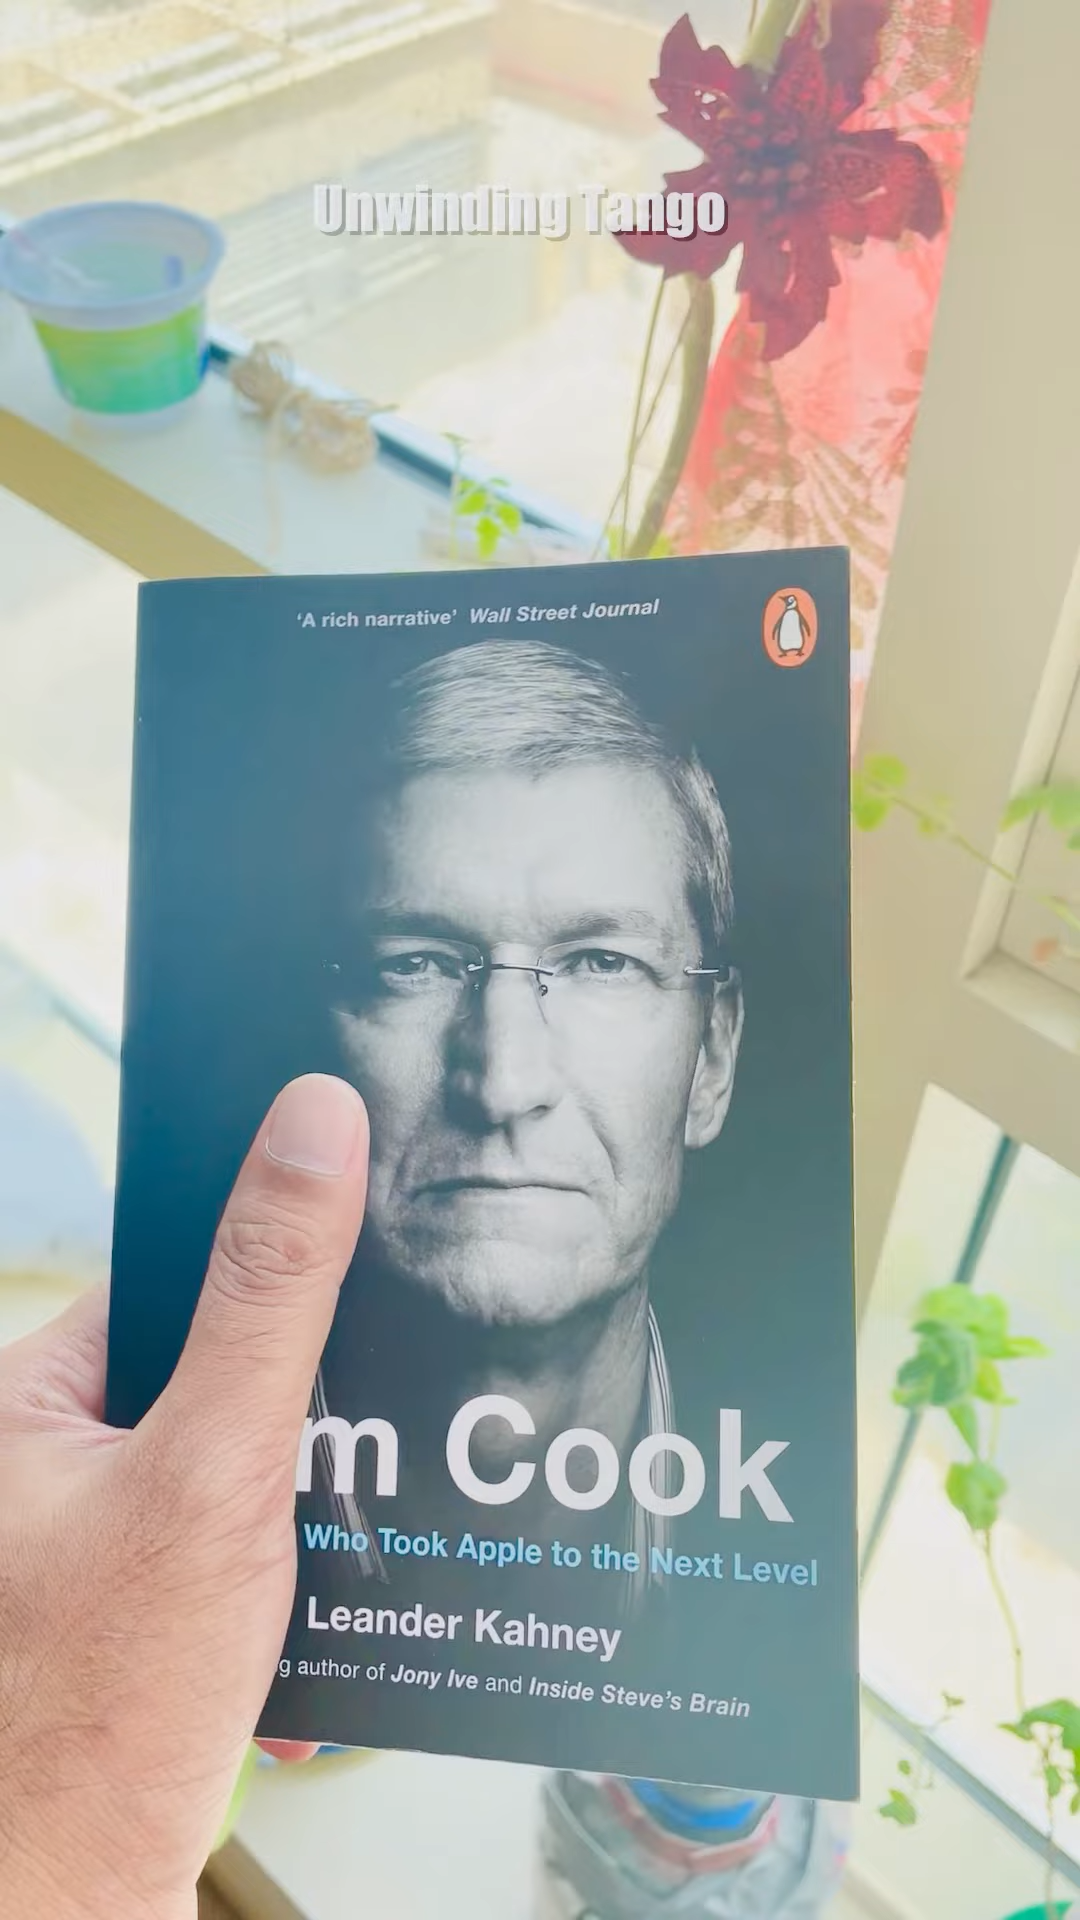 Unwinding Tango
‘A rich narrative’ Wall Street Journal
m Cook
Who Took Apple to the Next Level
Leander Kahney
g author of Jony Ive and Inside Steve's Brain